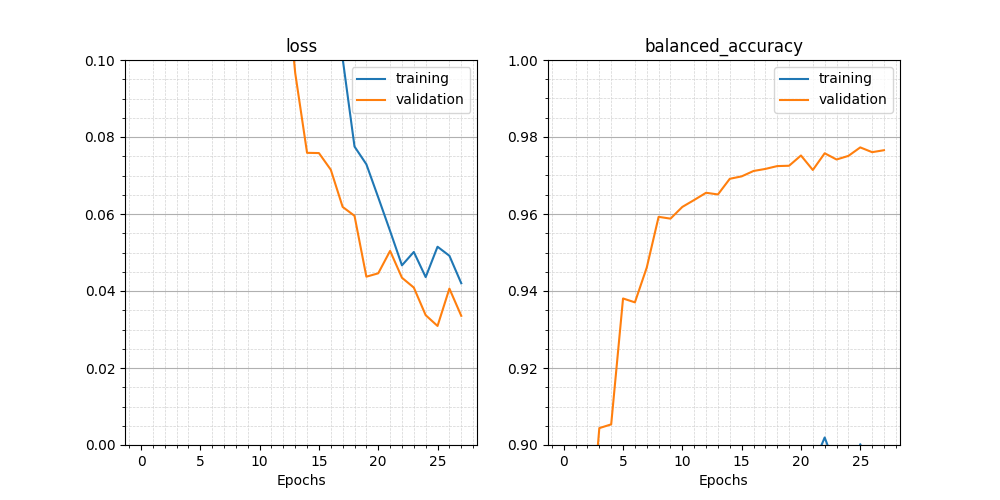 loss
0.10
0.08
0.06
0.04
0.02
0.00
0 5 10 15 20 25
Epochs
training
validation
balanced_accuracy
1.00
0.98
0.96
0.94
0.92
0.90
0 5 10 15 20 25
Epochs
training
validation